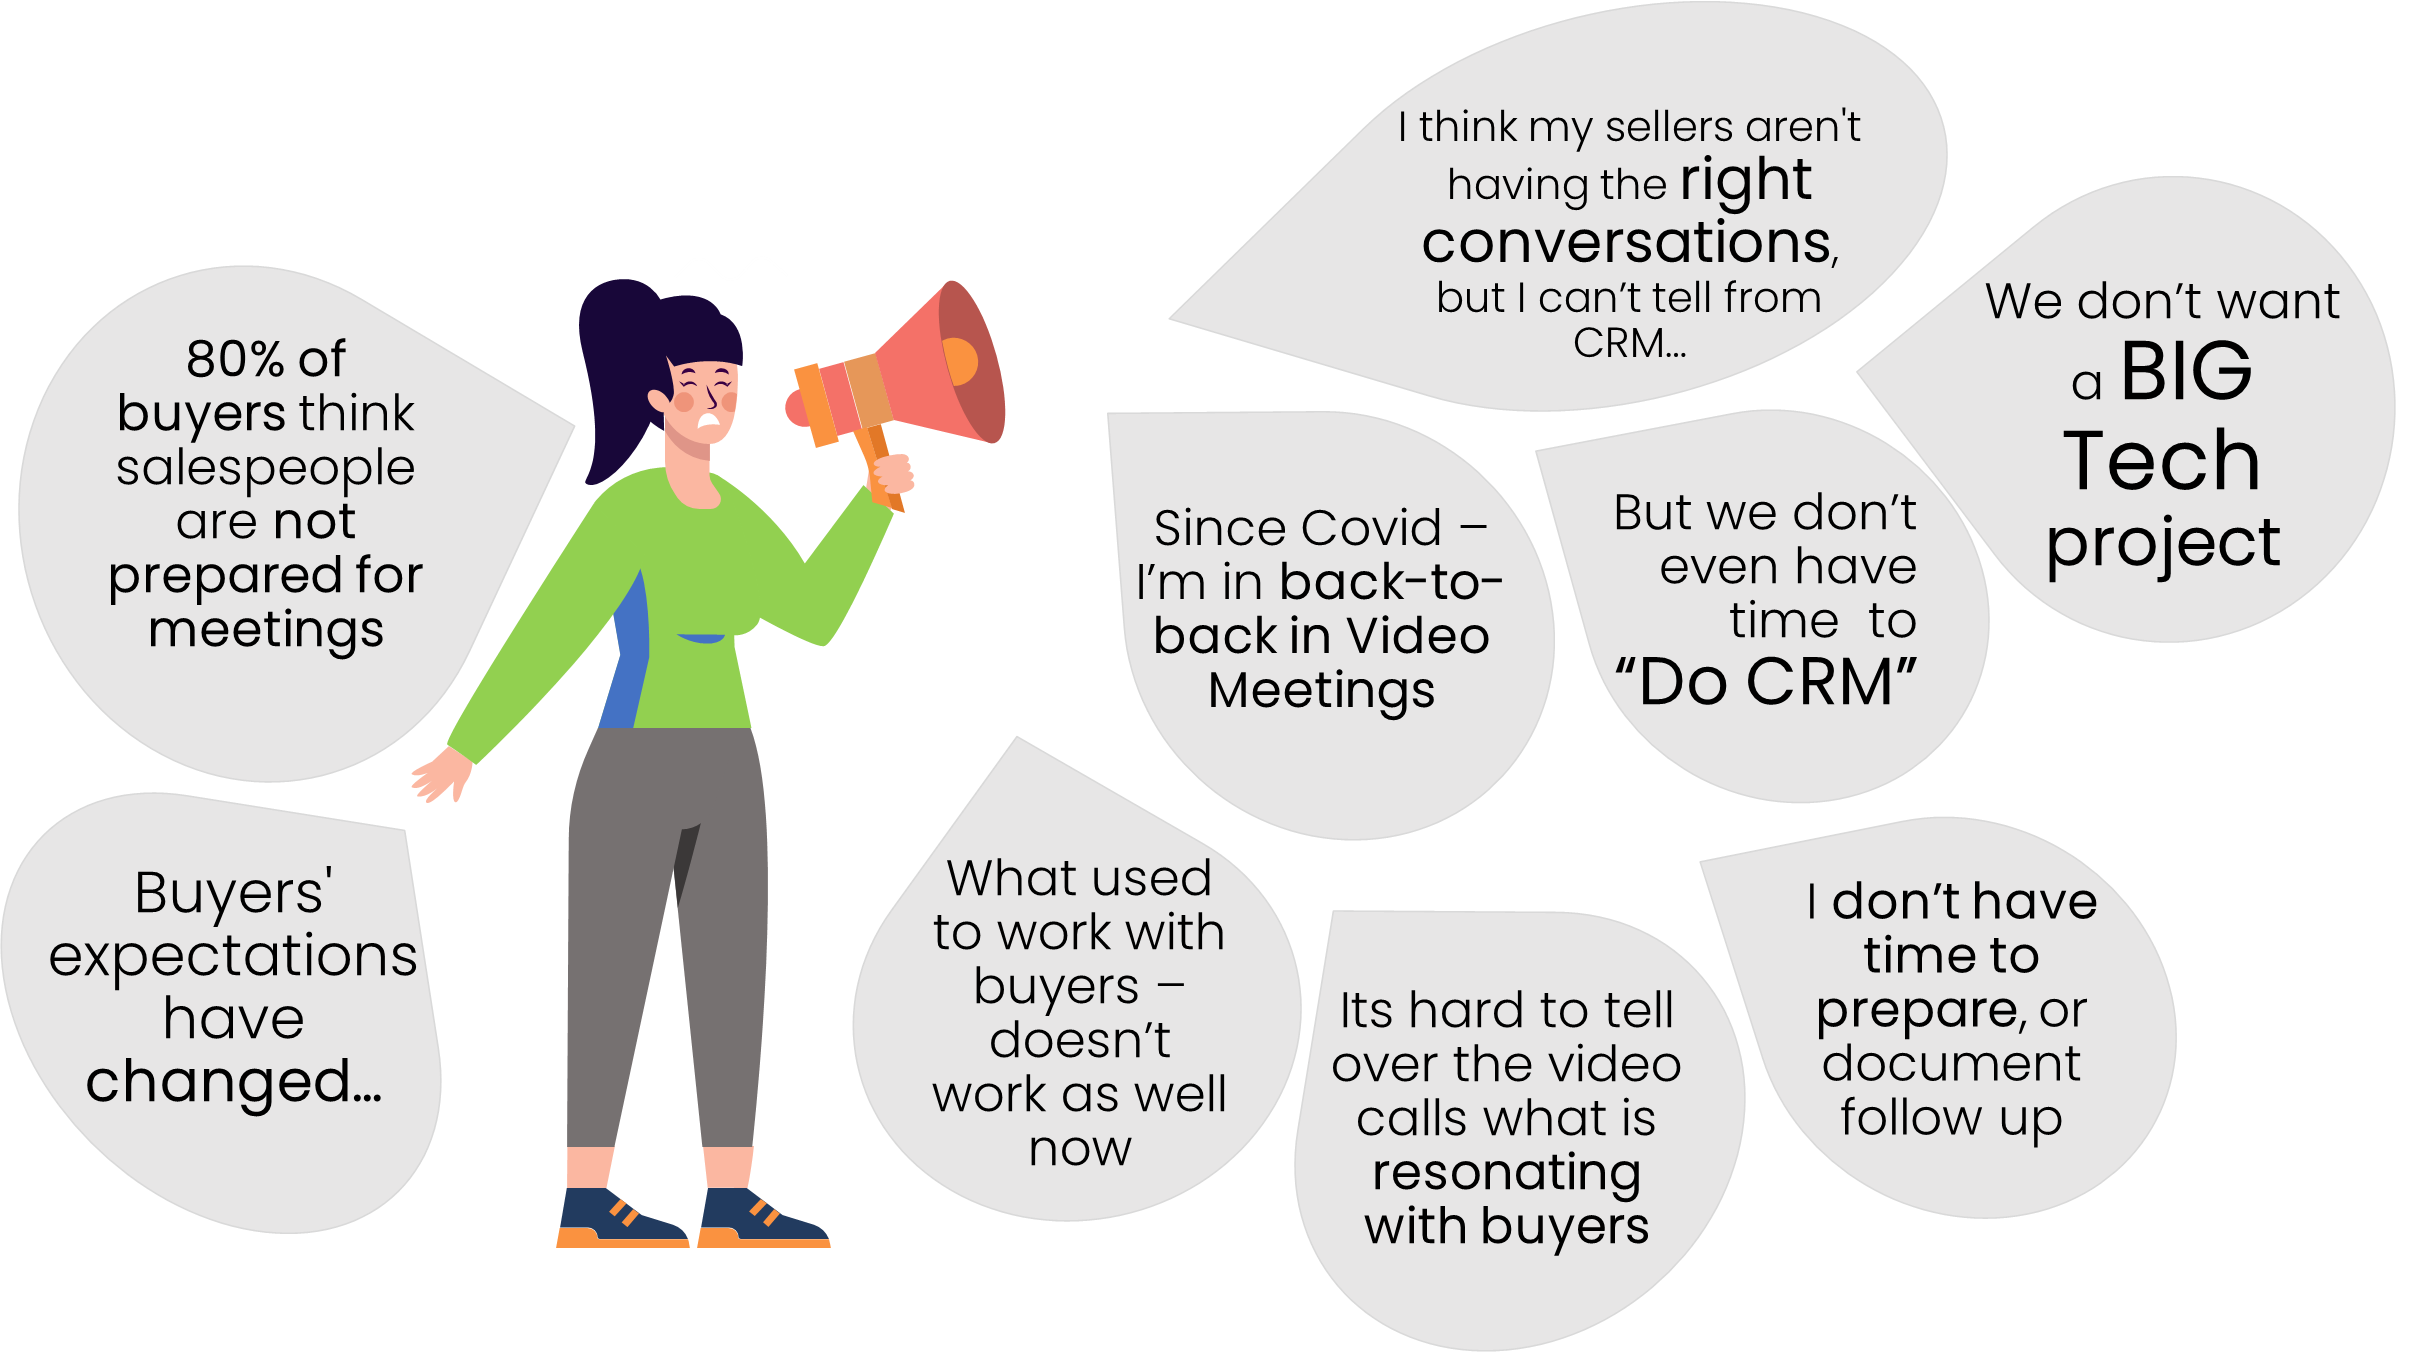 80% of
buyers think
salespeople
are not
prepared for
meetings
Buyers'
expectations
have
changed...
I think my sellers aren't
having the right
conversations,
but I can’t tell from
CRM...
We don’t want
a BIG
Tech
project
Since Covid –
I’m in back-to-
back in Video
Meetings
But we don’t
even have
time to
“Do CRM”
What used
to work with
buyers –
doesn’t
work as well
now
Its hard to tell
over the video
calls what is
resonating
with buyers
I don’t have
time to
prepare, or
document
follow up